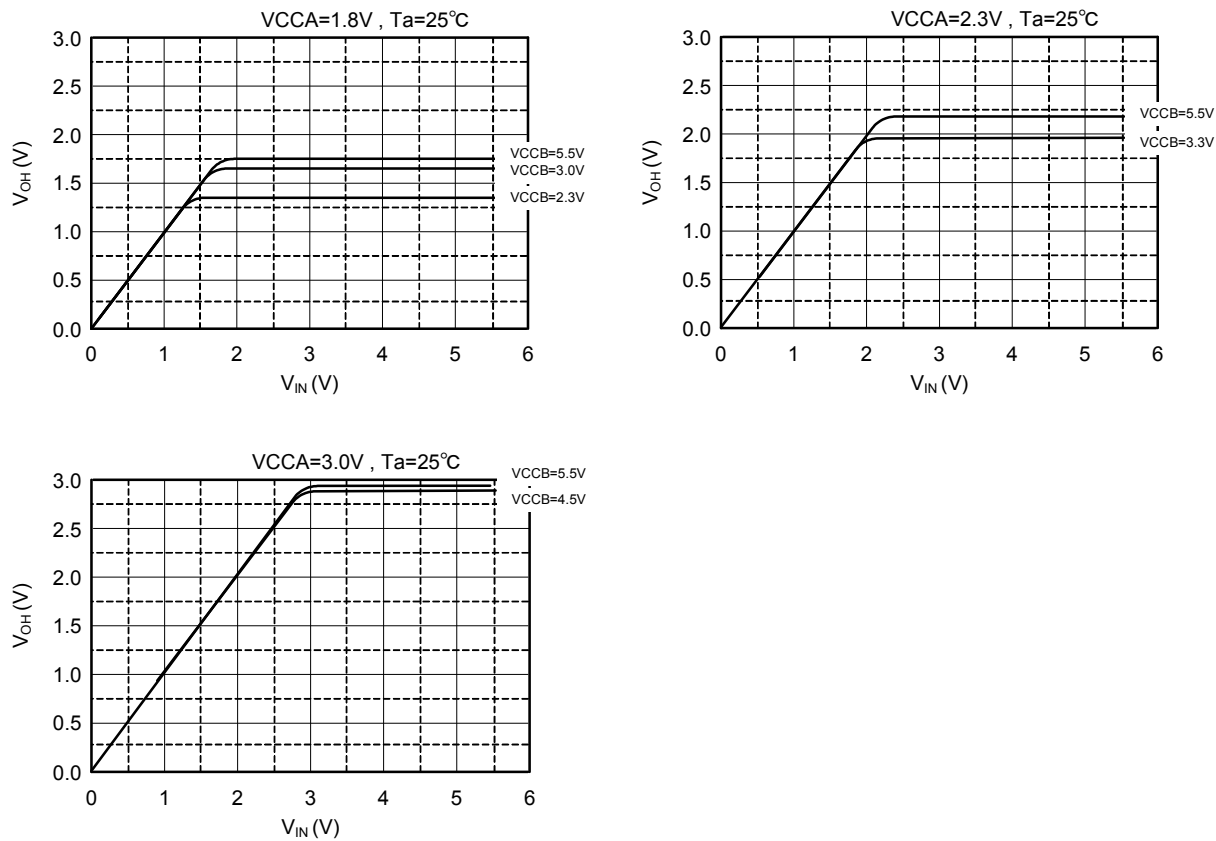 VCCA=1.8V , Ta=25℃
3.0
2.5
2.0
1.5
1.0
0.5
0.0
VOH (V)
VCCB=5.5V
VCCB=3.0V
VCCB=2.3V
0 1 2 3 4 5 6
VIN (V)
VCCA=2.3V , Ta=25℃
3.0
2.5
2.0
1.5
1.0
0.5
0.0
VOH (V)
VCCB=5.5V
VCCB=3.3V
0 1 2 3 4 5 6
VIN (V)
VCCA=3.0V , Ta=25℃
3.0
2.5
2.0
1.5
1.0
0.5
0.0
VOH (V)
VCCB=5.5V
VCCB=4.5V
0 1 2 3 4 5 6
VIN (V)